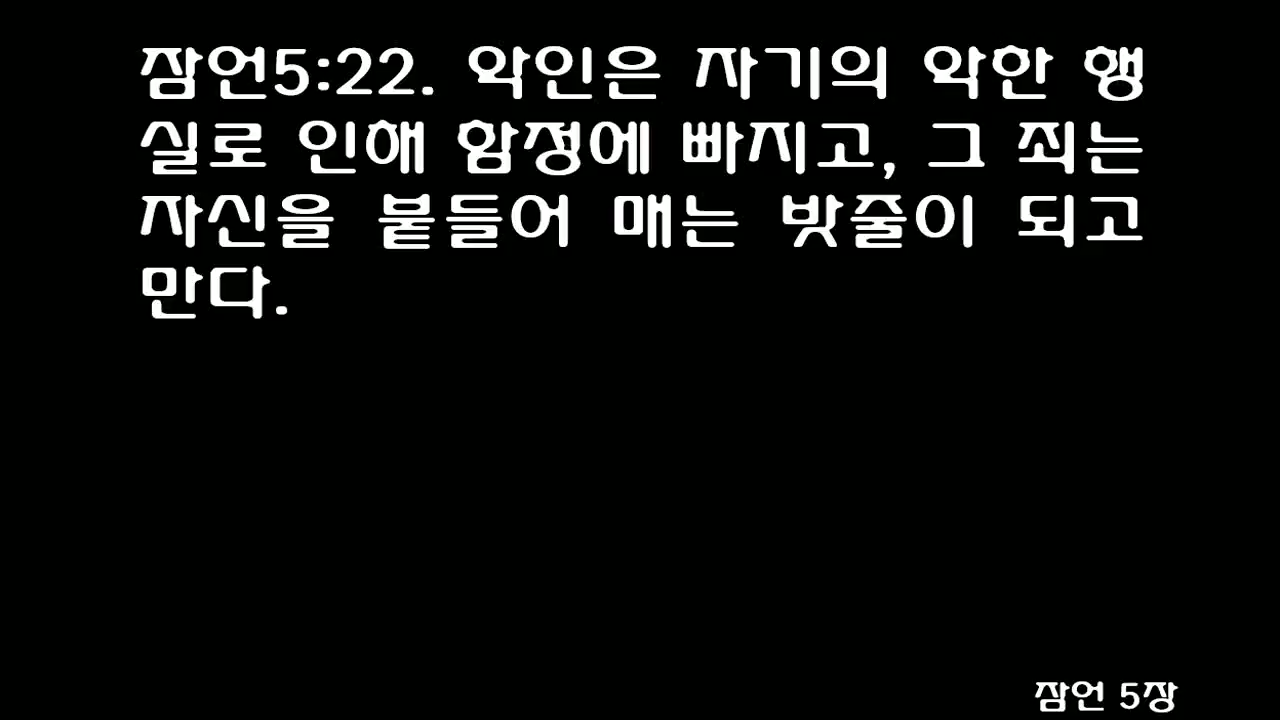 잠언5:22. 악인은 자기의 악한 행
실로 인해 함정에 빠지고, 그 죄는
자신을 붙들어 매는 밧줄이 되고
만다.
잠언 5장